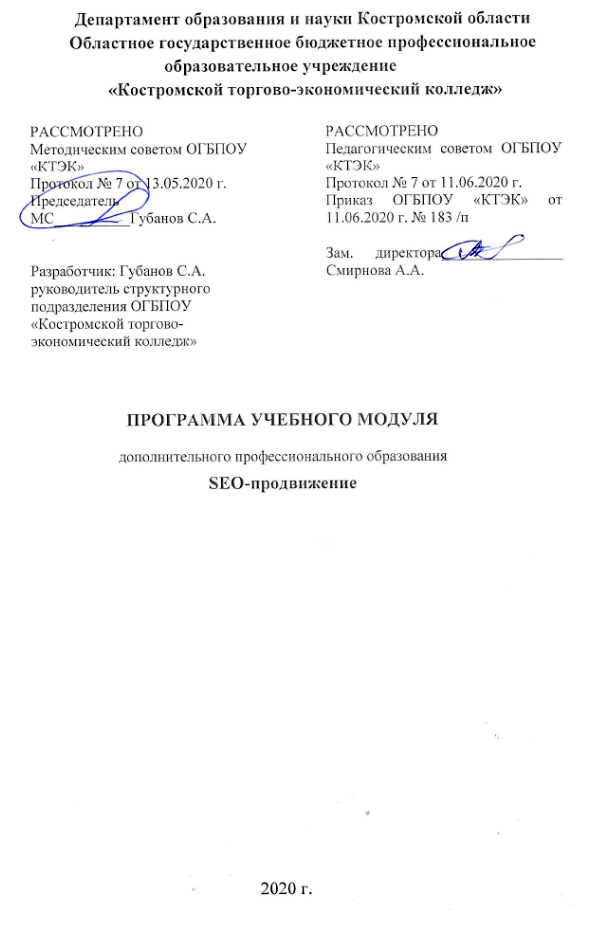 Департамент образования и науки Костромской области
Областное государственное бюджетное профессиональное
образовательное учреждение
«Костромской торгово-экономический колледж»
РАССМОТРЕНО
Методическим советом ОГБПОУ
«КТЭК»
Протокол № 7 от 13.05.2020 г.
Председатель
МС__________Губанов С.А.
Разработчик: Губанов С.А.
руководитель структурного
подразделения ОГБПОУ
«Костромской торгово-
экономический колледж»
РАССМОТРЕНО
Педагогическим советом ОГБПОУ
«КТЭК»
Протокол № 7 от 11.06.2020 г.
Приказ ОГБПОУ «КТЭК» от
11.06.2020 г. № 183 /п
Зам. директора________________
Смирнова А.А.
ПРОГРАММА УЧЕБНОГО МОДУЛЯ
дополнительного профессионального образования
SEO-продвижение
2020 г.